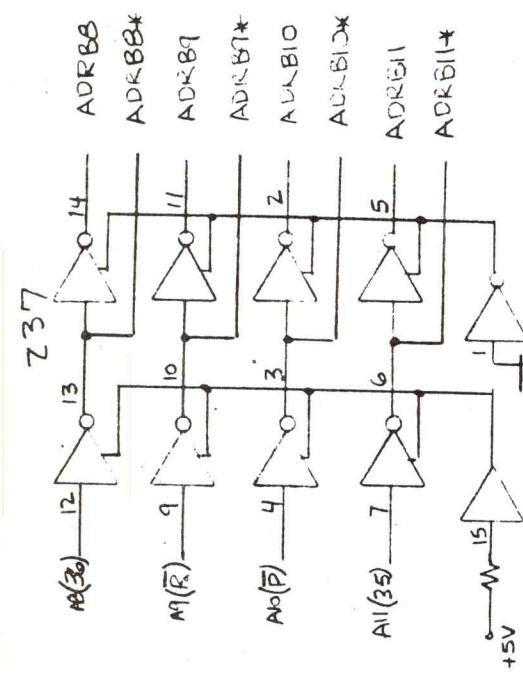 Z37
12
13
14
ADRB8
ADRB8*
A8(36)
9
10
11
ADRB9
ADRB9*
A9(R̅)
4
3
2
ADRB10
ADRB10*
A10(P̅)
7
6
5
ADRB11
ADRB11*
A11(35)
15
1
+5V